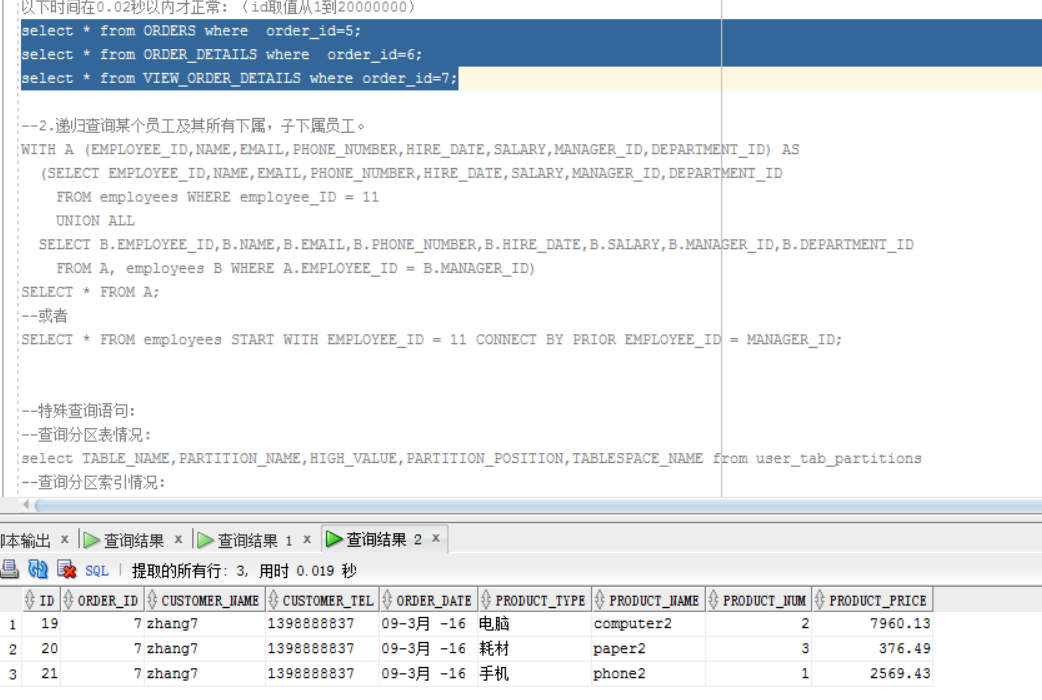 以下时间在0.02秒以内才正常: (id取值从1到20000000)
select * from ORDERS where  order_id=5;
select * from ORDER_DETAILS where  order_id=6;
select * from VIEW_ORDER_DETAILS where order_id=7;
--2.递归查询某个员工及其所有下属，子下属员工。
WITH A (EMPLOYEE_ID,NAME,EMAIL,PHONE_NUMBER,HIRE_DATE,SALARY,MANAGER_ID,DEPARTMENT_ID) AS
(SELECT EMPLOYEE_ID,NAME,EMAIL,PHONE_NUMBER,HIRE_DATE,SALARY,MANAGER_ID,DEPARTMENT_ID
FROM employees WHERE employee_ID = 11
UNION ALL
SELECT B.EMPLOYEE_ID,B.NAME,B.EMAIL,B.PHONE_NUMBER,B.HIRE_DATE,B.SALARY,B.MANAGER_ID,B.DEPARTMENT_ID
FROM A, employees B WHERE A.EMPLOYEE_ID = B.MANAGER_ID)
SELECT * FROM A;
--或者
SELECT * FROM employees START WITH EMPLOYEE_ID = 11 CONNECT BY PRIOR EMPLOYEE_ID = MANAGER_ID;
--特殊查询语句:
--查询分区表情况:
select TABLE_NAME,PARTITION_NAME,HIGH_VALUE,PARTITION_POSITION,TABLESPACE_NAME from user_tab_partitions
--查询分区索引情况:
本输出 x 查询结果 x 查询结果 1 x 查询结果 2 x
SQL | 提取的所有行: 3, 用时 0.019 秒
ID ORDER_ID CUSTOMER_NAME CUSTOMER_TEL ORDER_DATE PRODUCT_TYPE PRODUCT_NAME PRODUCT_NUM PRODUCT_PRICE
1 19 7 zhang7 1398888837 09-3月 -16 电脑 computer2 2 7960.13
2 20 7 zhang7 1398888837 09-3月 -16 耗材 paper2 3 376.49
3 21 7 zhang7 1398888837 09-3月 -16 手机 phone2 1 2569.43